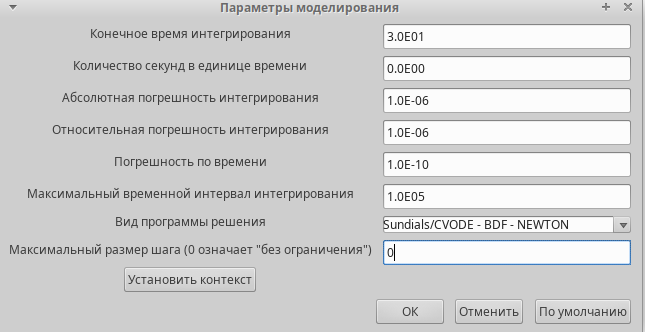 Параметры моделирования
Конечное время интегрирования 3.0E01
Количество секунд в единице времени 0.0E00
Абсолютная погрешность интегрирования 1.0E-06
Относительная погрешность интегрирования 1.0E-06
Погрешность по времени 1.0E-10
Максимальный временной интервал интегрирования 1.0E05
Вид программы решения Sundials/CVODE - BDF - NEWTON
Максимальный размер шага (0 означает "без ограничения") 0
Установить контекст
ОК Отменить По умолчанию